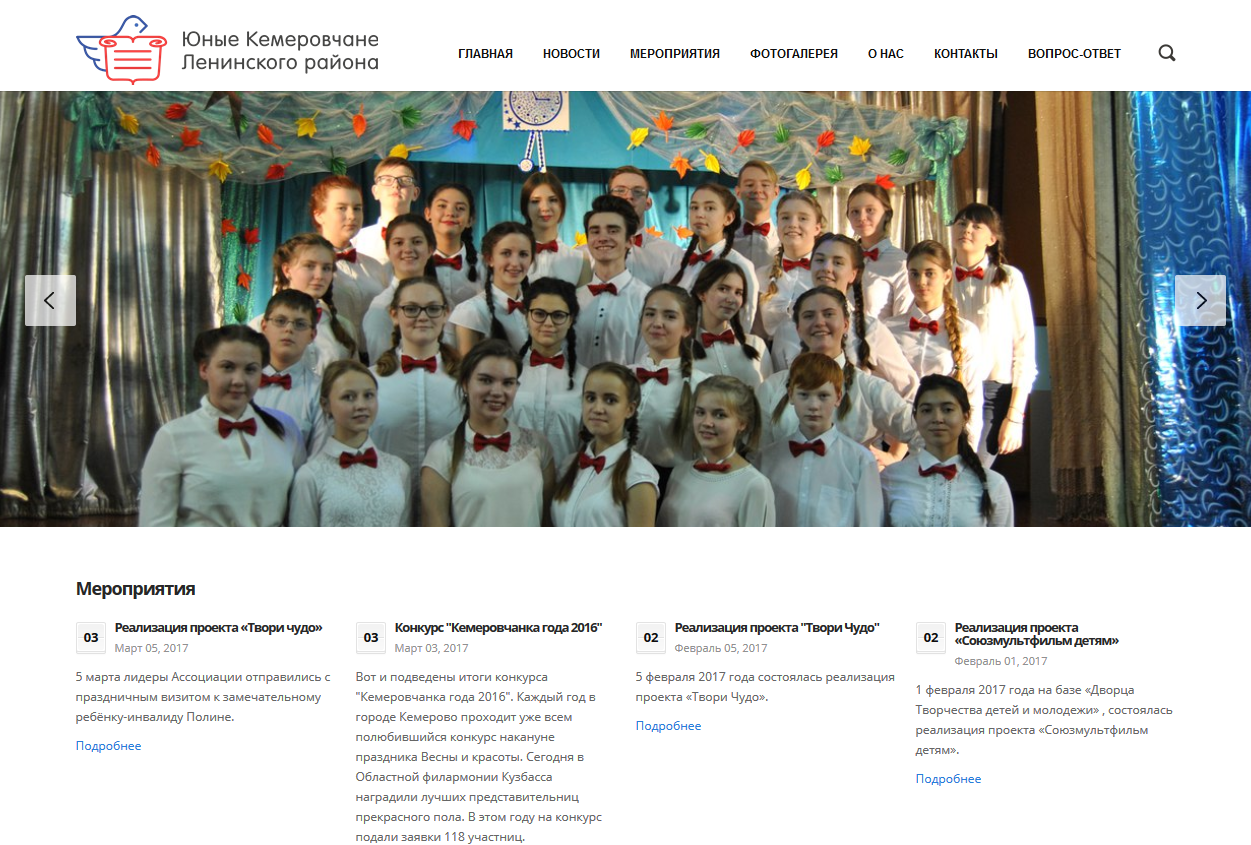 Юные Кемеровчане
Ленинского района
ГЛАВНАЯ НОВОСТИ МЕРОПРИЯТИЯ ФОТОГАЛЕРЕЯ О НАС КОНТАКТЫ ВОПРОС-ОТВЕТ
Мероприятия
03
Реализация проекта «Твори чудо»
Март 05, 2017
5 марта лидеры Ассоциации отправились с
праздничным визитом к замечательному
ребёнку-инвалиду Полине.
Подробнее
03
Конкурс "Кемеровчанка года 2016"
Март 03, 2017
Вот и подведены итоги конкурса
"Кемеровчанка года 2016". Каждый год в
городе Кемерово проходит уже всем
полюбившийся конкурс накануне
праздника Весны и красоты. Сегодня в
Областной филармонии Кузбасса
наградили лучших представительниц
прекрасного пола. В этом году на конкурс
подали заявки 118 участниц.
02
Реализация проекта "Твори Чудо"
Февраль 05, 2017
5 февраля 2017 года состоялась реализация
проекта «Твори Чудо».
Подробнее
02
Реализация проекта
«Союзмультфильм детям»
Февраль 01, 2017
1 февраля 2017 года на базе «Дворца
Творчества детей и молодежи» , состоялась
реализация проекта «Союзмультфильм
детям».
Подробнее